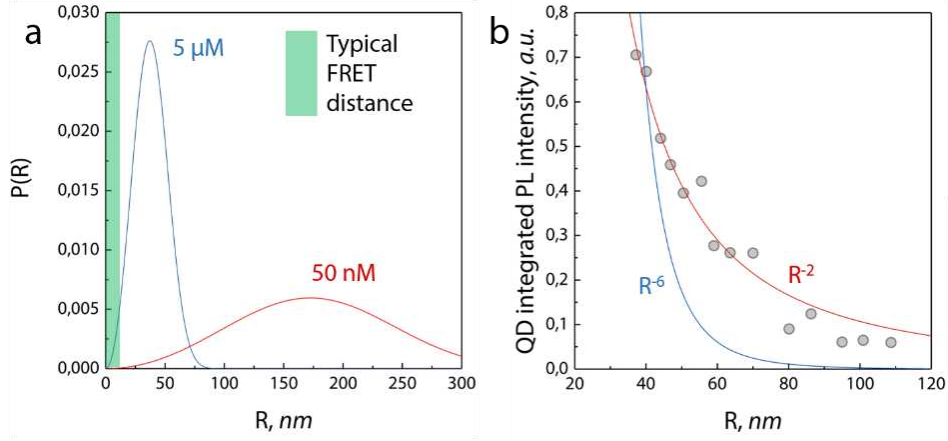 a
5 µM
Typical
FRET
distance
50 nM
P(R)
0,030
0,025
0,020
0,015
0,010
0,005
0,000
0 50 100 150 200 250 300
R, nm
b
QD integrated PL intensity, a.u.
0,8
0,7
0,6
0,5
0,4
0,3
0,2
0,1
0,0
R⁻²
R⁻⁶
20 40 60 80 100 120
R, nm